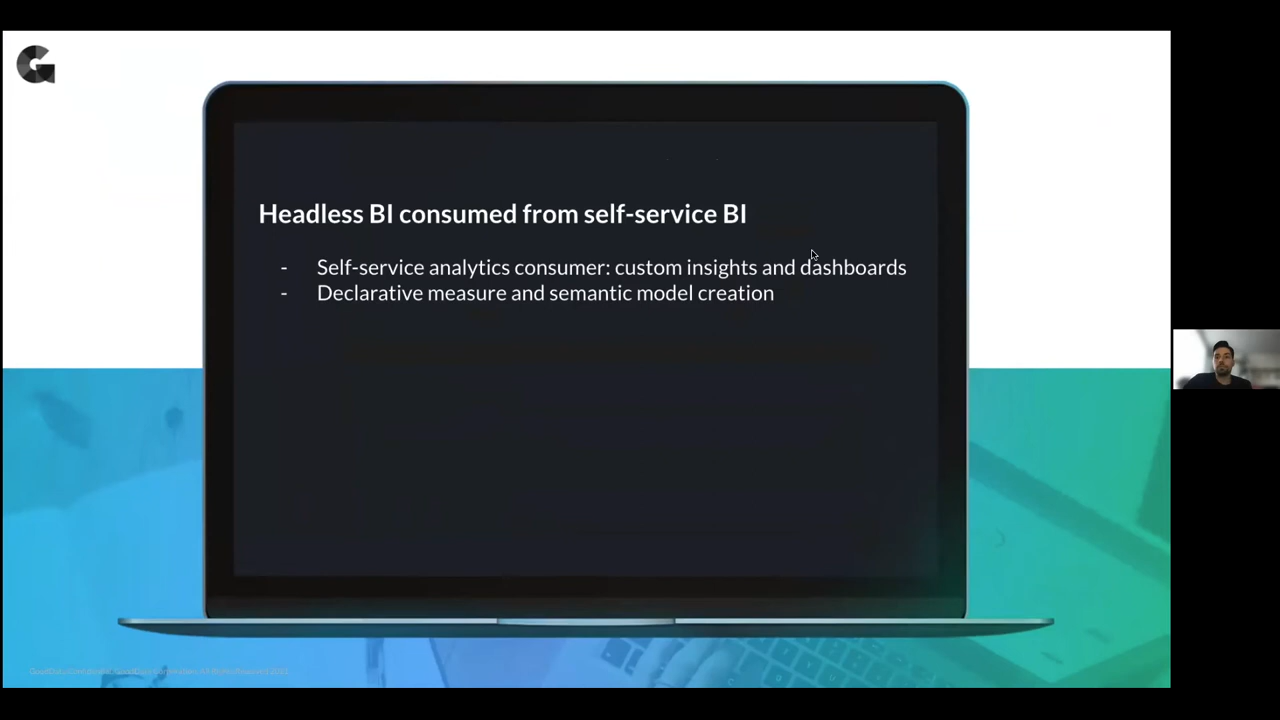 Headless BI consumed from self-service BI
- Self-service analytics consumer: custom insights and dashboards
- Declarative measure and semantic model creation